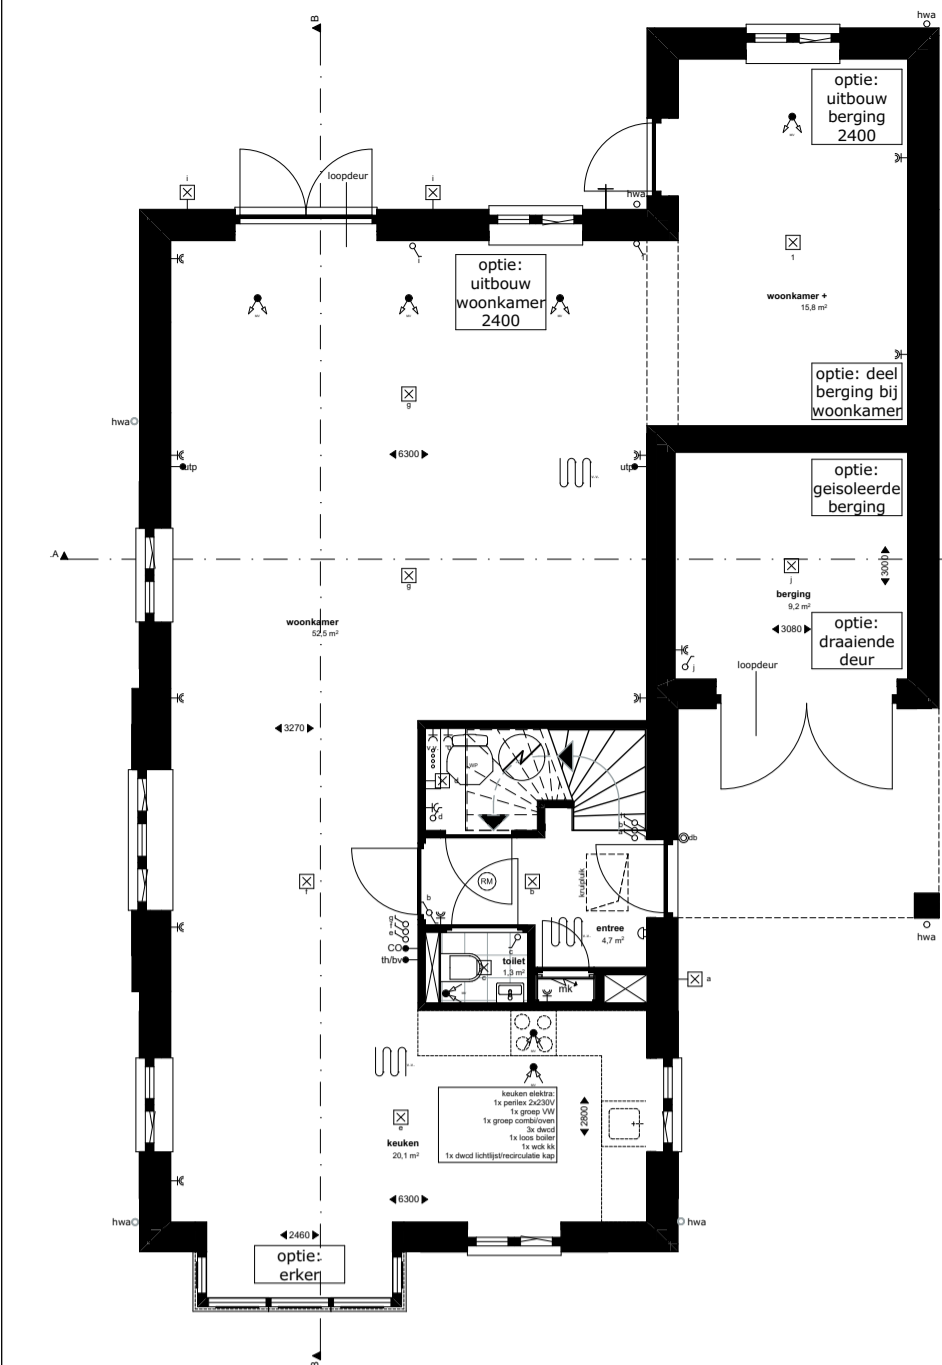 B
hwa
optie:
uitbouw
berging
2400
loopdeur
i
i
hwa
1
i
optie:
uitbouw
woonkamer
2400
woonkamer +
15,8 m²
optie: deel
berging bij
woonkamer
g
hwa
6300
utp
utp
optie:
geisoleerde
berging
A
3000
j
berging
9,2 m²
g
woonkamer
52,5 m²
3080
optie:
draaiende
deur
j
loopdeur
3270
v.v.
WP
d
d
db
RM
b
b
kruipluik
g
f
e
CO
th/bv
f
c
toilet
1,3 m²
entree
4,7 m²
hwa
mk
a
keuken elektra:
1x perilex 2x230V
1x groep VW
1x groep combi/oven
3x dwcd
1x loos boiler
1x wck kk
1x dwcd lichtlijst/recirculatie kap
2800
e
keuken
20,1 m²
6300
hwa
hwa
2460
optie:
erker
B